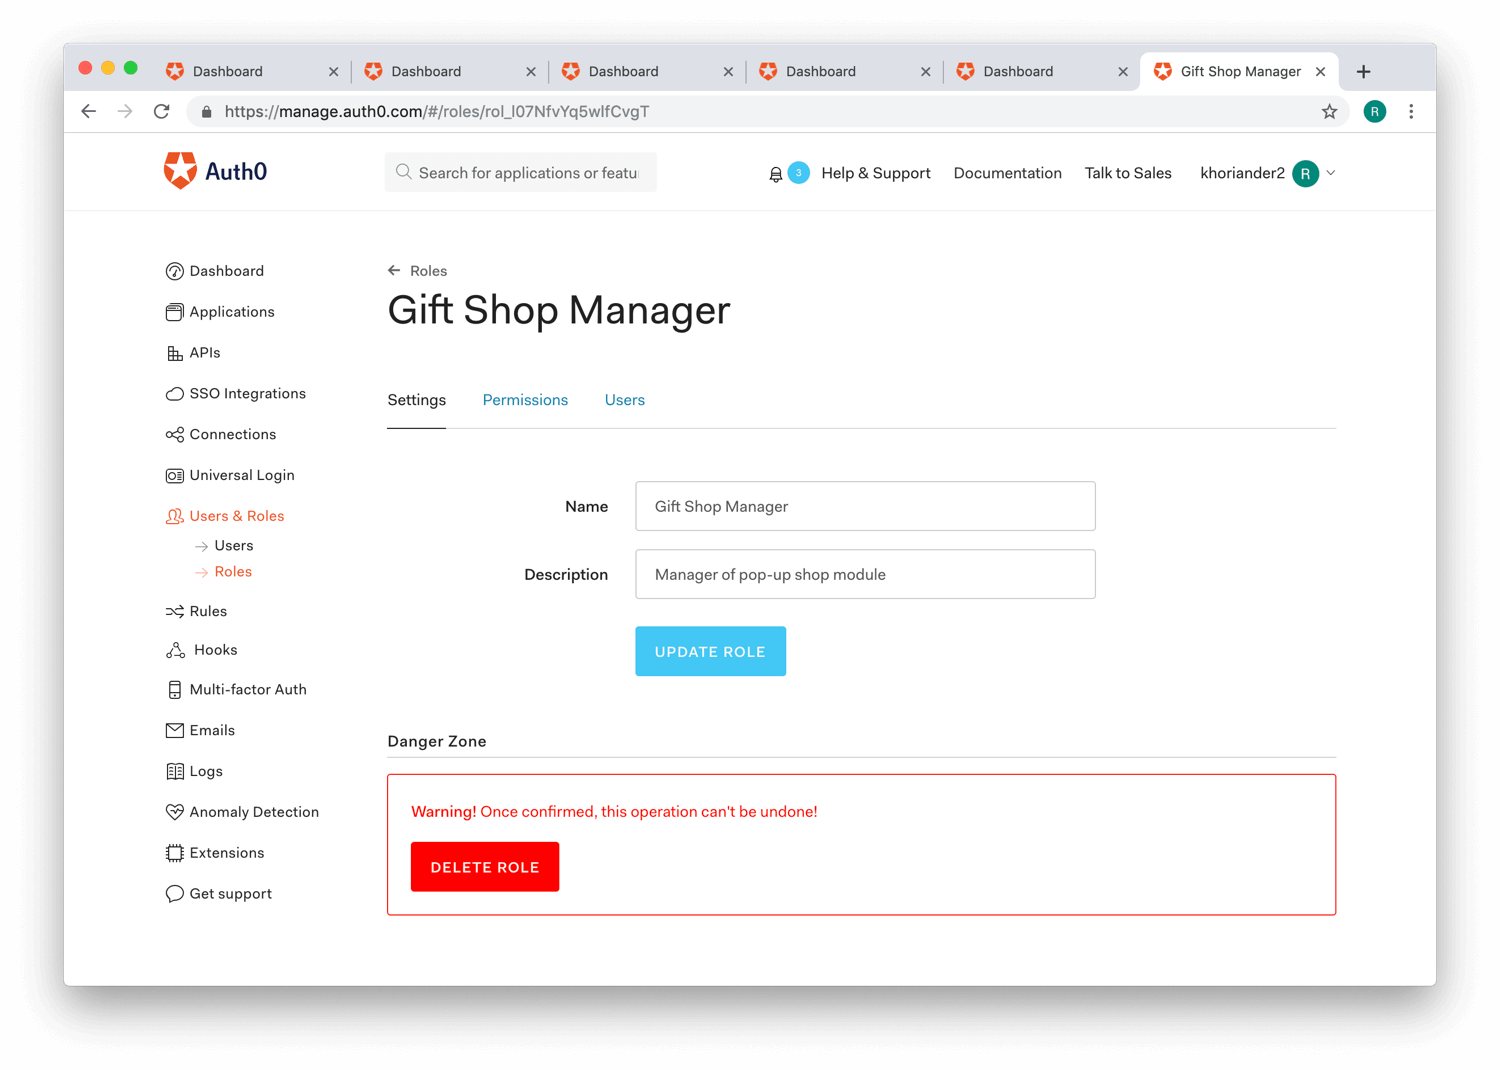 Dashboard
Dashboard
Dashboard
Dashboard
Dashboard
Gift Shop Manager
https://manage.auth0.com/#/roles/rol_l07NfvYq5wlfCvgT
R
Auth0
Search for applications or featu
3
Help & Support
Documentation
Talk to Sales
khoriander2
R
Dashboard
Applications
APIs
SSO Integrations
Connections
Universal Login
Users & Roles
Users
Roles
Rules
Hooks
Multi-factor Auth
Emails
Logs
Anomaly Detection
Extensions
Get support
Roles
Gift Shop Manager
Settings
Permissions
Users
Name
Gift Shop Manager
Description
Manager of pop-up shop module
UPDATE ROLE
Danger Zone
Warning! Once confirmed, this operation can't be undone!
DELETE ROLE